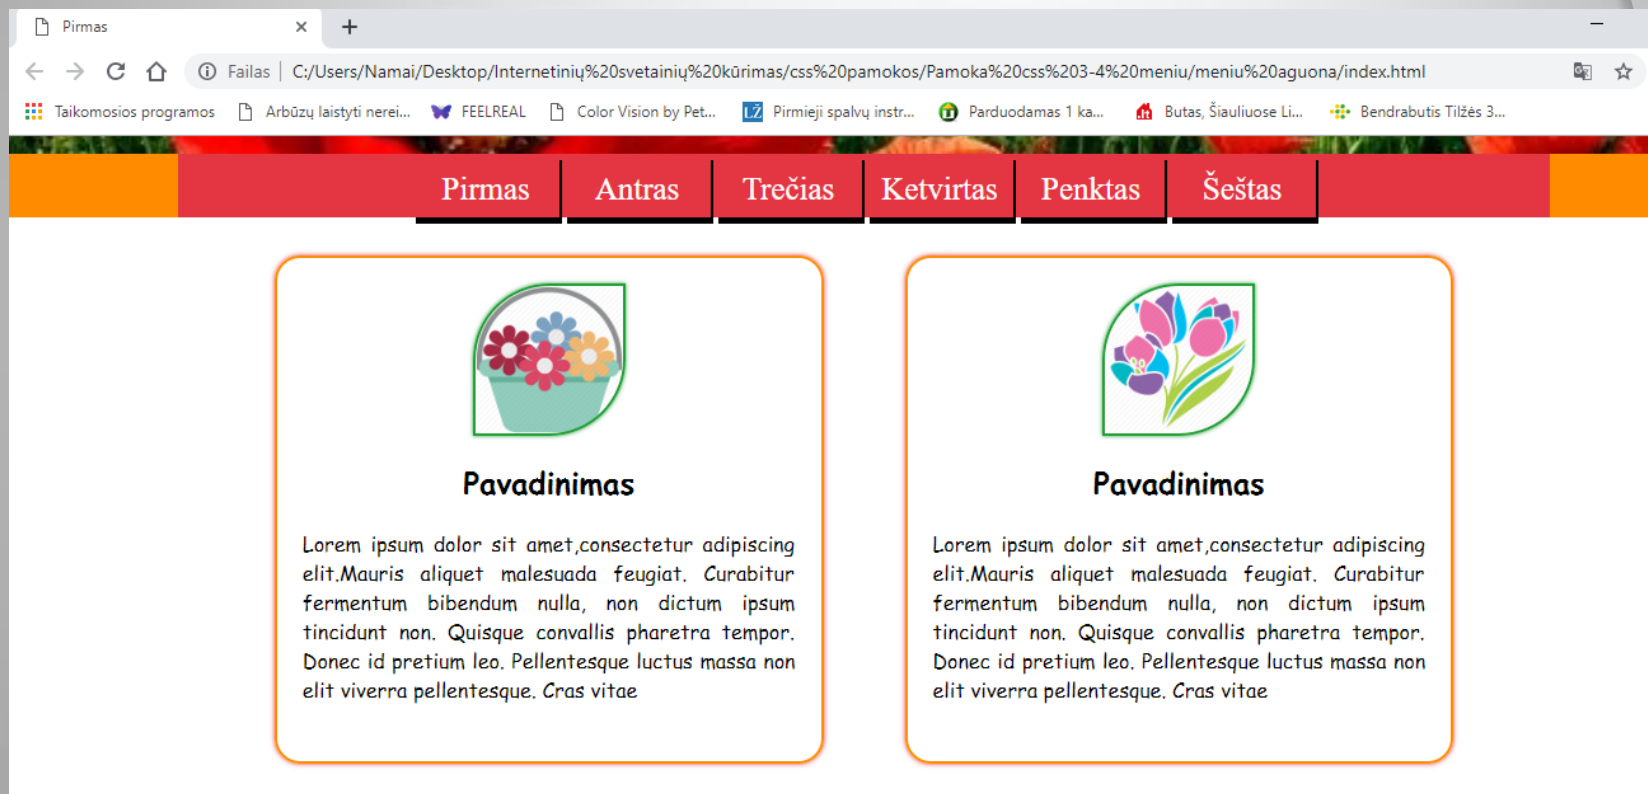 Pirmas
Failas C:/Users/Namai/Desktop/Internetinių%20svetainių%20kūrimas/css%20pamokos/Pamoka%20css%203-4%20meniu/meniu%20aguona/index.html
Taikomosios programos Arbūzų laistyti nerei... FEELREAL Color Vision by Pet... LŽ Pirmieji spalvų instr... Parduodamas 1 ka... Butas, Šiauliuose Li... Bendrabutis Tilžės 3...
Pirmas Antras Trečias Ketvirtas Penktas Šeštas
Pavadinimas
Lorem ipsum dolor sit amet,consectetur adipiscing
elit.Mauris aliquet malesuada feugiat. Curabitur
fermentum bibendum nulla, non dictum ipsum
tincidunt non. Quisque convallis pharetra tempor.
Donec id pretium leo. Pellentesque luctus massa non
elit viverra pellentesque. Cras vitae
Pavadinimas
Lorem ipsum dolor sit amet,consectetur adipiscing
elit.Mauris aliquet malesuada feugiat. Curabitur
fermentum bibendum nulla, non dictum ipsum
tincidunt non. Quisque convallis pharetra tempor.
Donec id pretium leo. Pellentesque luctus massa non
elit viverra pellentesque. Cras vitae